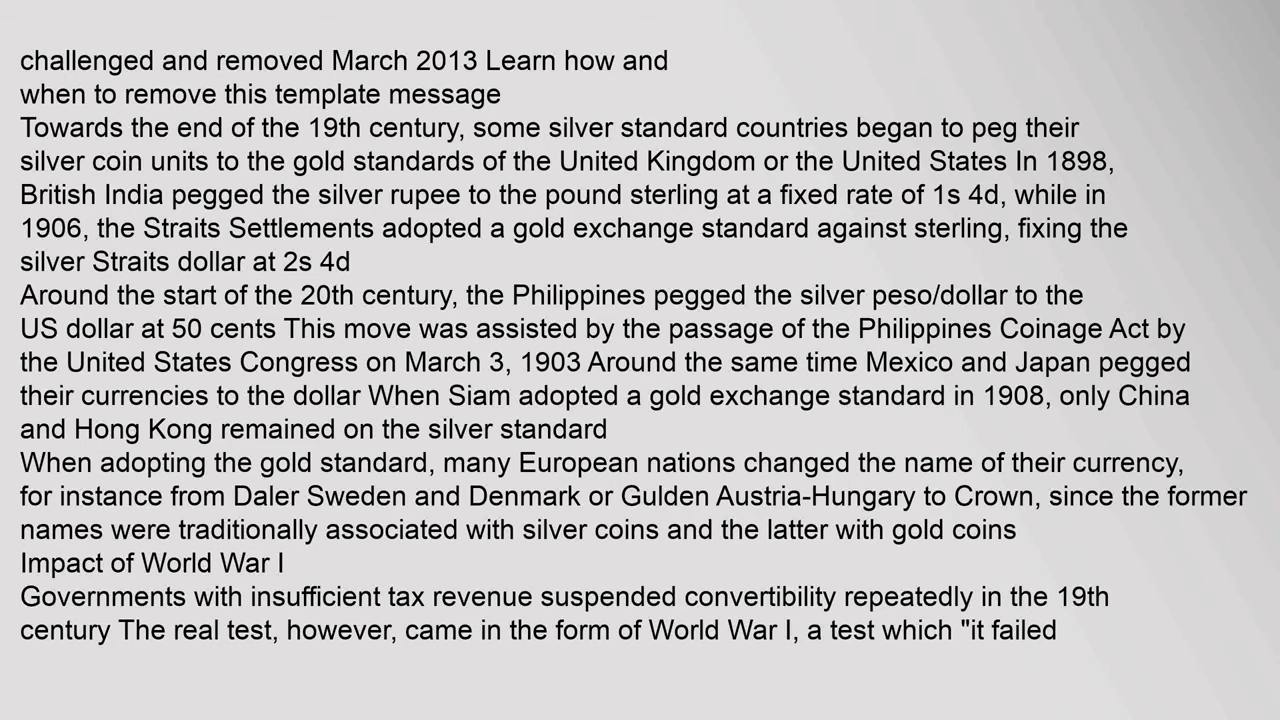 challenged and removed March 2013 Learn how and
when to remove this template message
Towards the end of the 19th century, some silver standard countries began to peg their
silver coin units to the gold standards of the United Kingdom or the United States In 1898,
British India pegged the silver rupee to the pound sterling at a fixed rate of 1s 4d, while in
1906, the Straits Settlements adopted a gold exchange standard against sterling, fixing the
silver Straits dollar at 2s 4d
Around the start of the 20th century, the Philippines pegged the silver peso/dollar to the
US dollar at 50 cents This move was assisted by the passage of the Philippines Coinage Act by
the United States Congress on March 3, 1903 Around the same time Mexico and Japan pegged
their currencies to the dollar When Siam adopted a gold exchange standard in 1908, only China
and Hong Kong remained on the silver standard
When adopting the gold standard, many European nations changed the name of their currency,
for instance from Daler Sweden and Denmark or Gulden Austria-Hungary to Crown, since the former
names were traditionally associated with silver coins and the latter with gold coins
Impact of World War I
Governments with insufficient tax revenue suspended convertibility repeatedly in the 19th
century The real test, however, came in the form of World War I, a test which "it failed